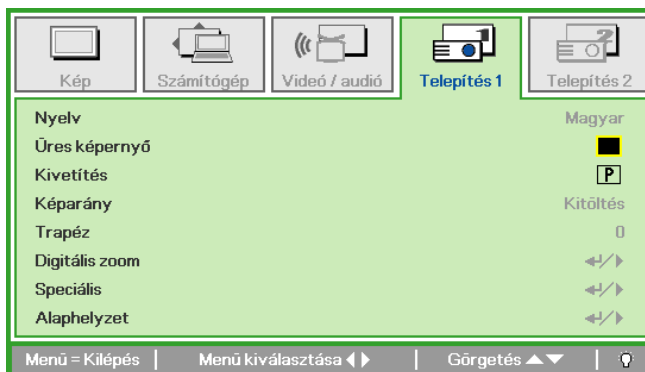 Kép Számítógép Videó / audió Telepítés 1 Telepítés 2
Nyelv Magyar
Üres képernyő
Kivetítés P
Képarány Kitöltés
Trapéz 0
Digitális zoom
Speciális
Alaphelyzet
Menü = Kilépés Menü kiválasztása Görgetés